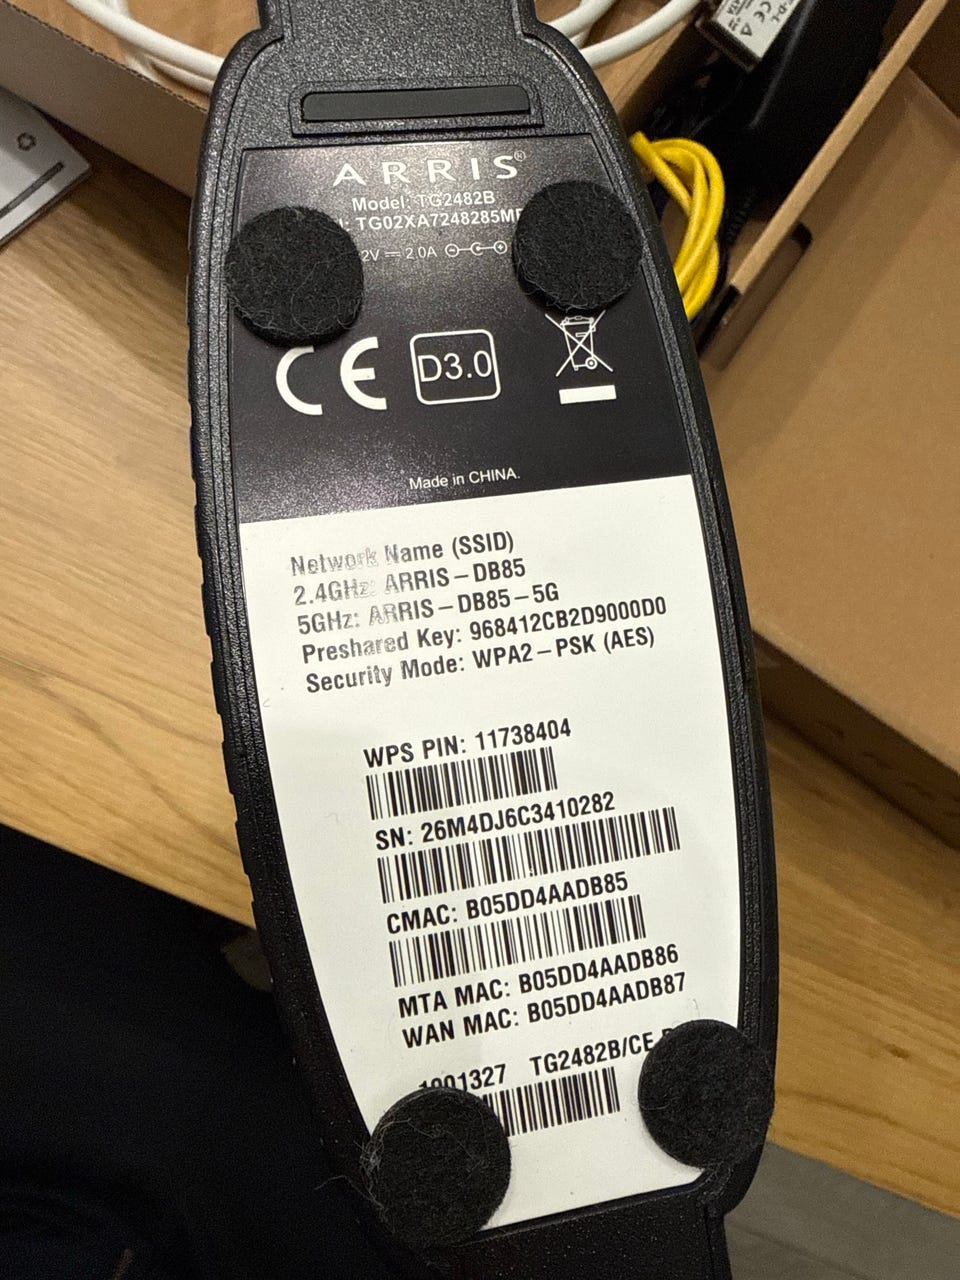 ARRIS®
Model: TG2482B
TG02XA7248285M
2V 2.0A
CE
D3.0
Made in CHINA.
Network Name (SSID)
2.4GHz: ARRIS-DB85
5GHz: ARRIS-DB85-5G
Preshared Key: 968412CB2D9000D0
Security Mode: WPA2-PSK (AES)
WPS PIN: 11738404
SN: 26M4DJ6C3410282
CMAC: B05DD4AADB85
MTA MAC: B05DD4AADB86
WAN MAC: B05DD4AADB87
1001327 TG2482B/CE